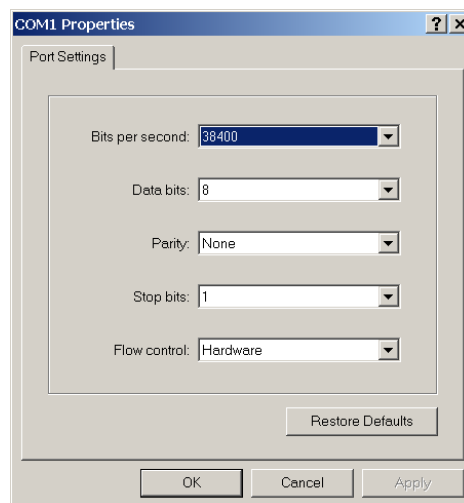 COM1 Properties
Port Settings
Bits per second: 38400
Data bits: 8
Parity: None
Stop bits: 1
Flow control: Hardware
Restore Defaults
OK Cancel Apply